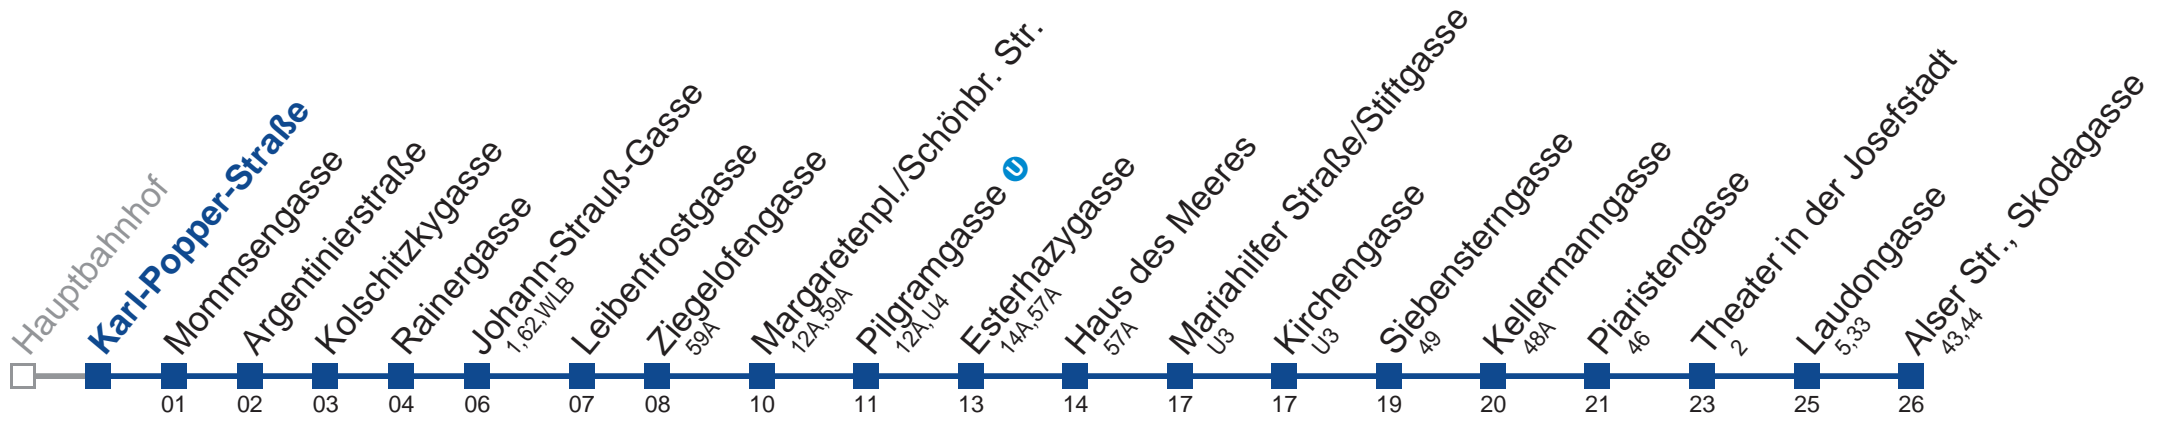 Hauptbahnhof
Karl-Popper-Straße
Mommsengasse
01
Argentinierstraße
02
Kolschitzkygasse
03
Rainergasse
04
Johann-Strauß-Gasse
1,62,WLB
06
Leibenfrostgasse
07
Ziegelofengasse
59A
08
Margaretenpl./Schönbr. Str.
12A,59A
10
Pilgramgasse U
12A,U4
11
Esterhazygasse
14A,57A
13
Haus des Meeres
57A
14
Mariahilfer Straße/Stiftgasse
U3
17
Kirchengasse
U3
17
Siebensterngasse
49
19
Kellermanngasse
48A
20
Piaristengasse
46
21
Theater in der Josefstadt
2
23
Laudongasse
5,33
25
Alser Str., Skodagasse
43,44
26